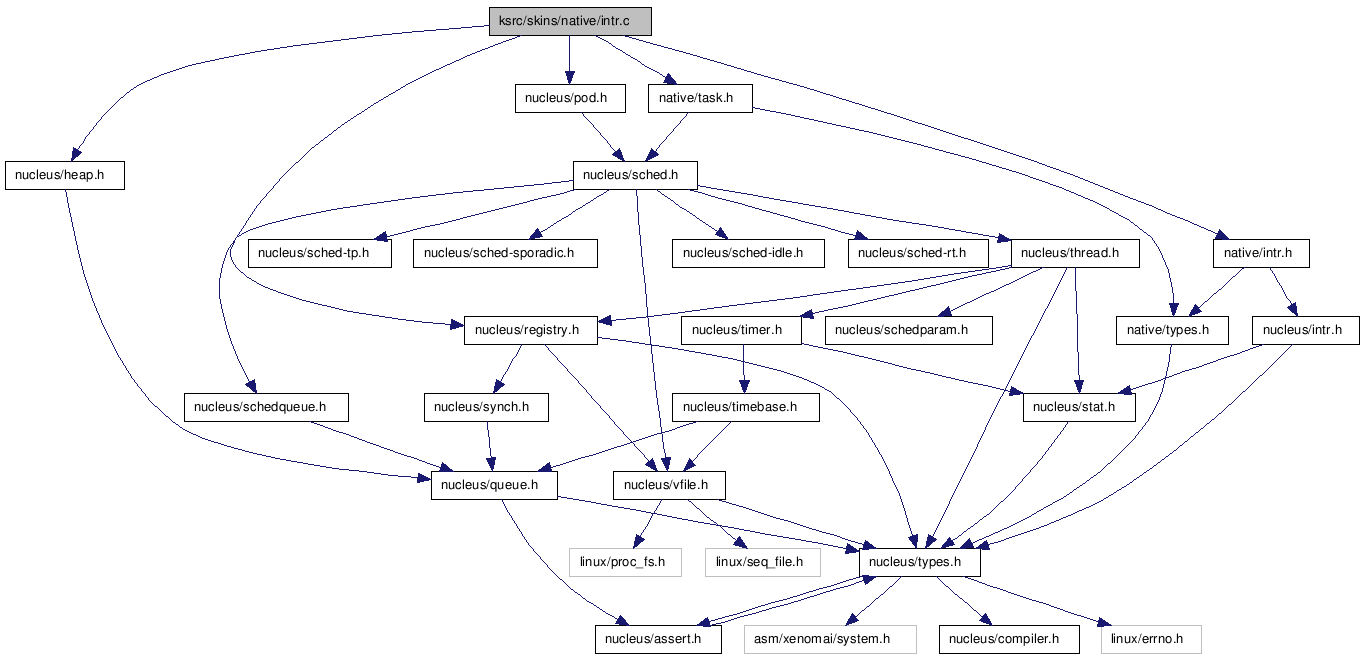 ksrc/skins/native/intr.c
nucleus/pod.h
native/task.h
nucleus/heap.h
nucleus/sched.h
nucleus/sched-tp.h
nucleus/sched-sporadic.h
nucleus/sched-idle.h
nucleus/sched-rt.h
nucleus/thread.h
native/intr.h
nucleus/registry.h
nucleus/timer.h
nucleus/schedparam.h
native/types.h
nucleus/intr.h
nucleus/schedqueue.h
nucleus/synch.h
nucleus/timebase.h
nucleus/stat.h
nucleus/queue.h
nucleus/vfile.h
linux/proc_fs.h
linux/seq_file.h
nucleus/types.h
nucleus/assert.h
asm/xenomai/system.h
nucleus/compiler.h
linux/errno.h